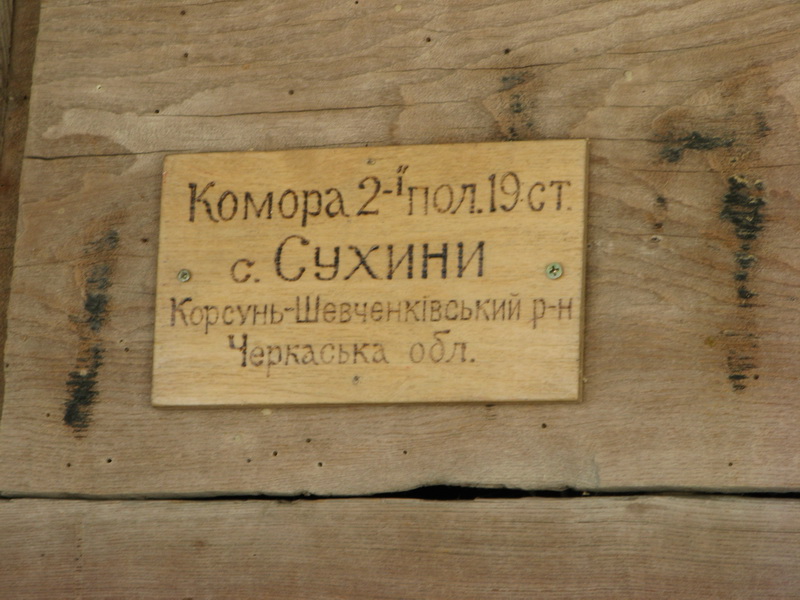 Комора 2-ї пол. 19 ст.
с. Сухини
Корсунь-Шевченківський р-н
Черкаська обл.